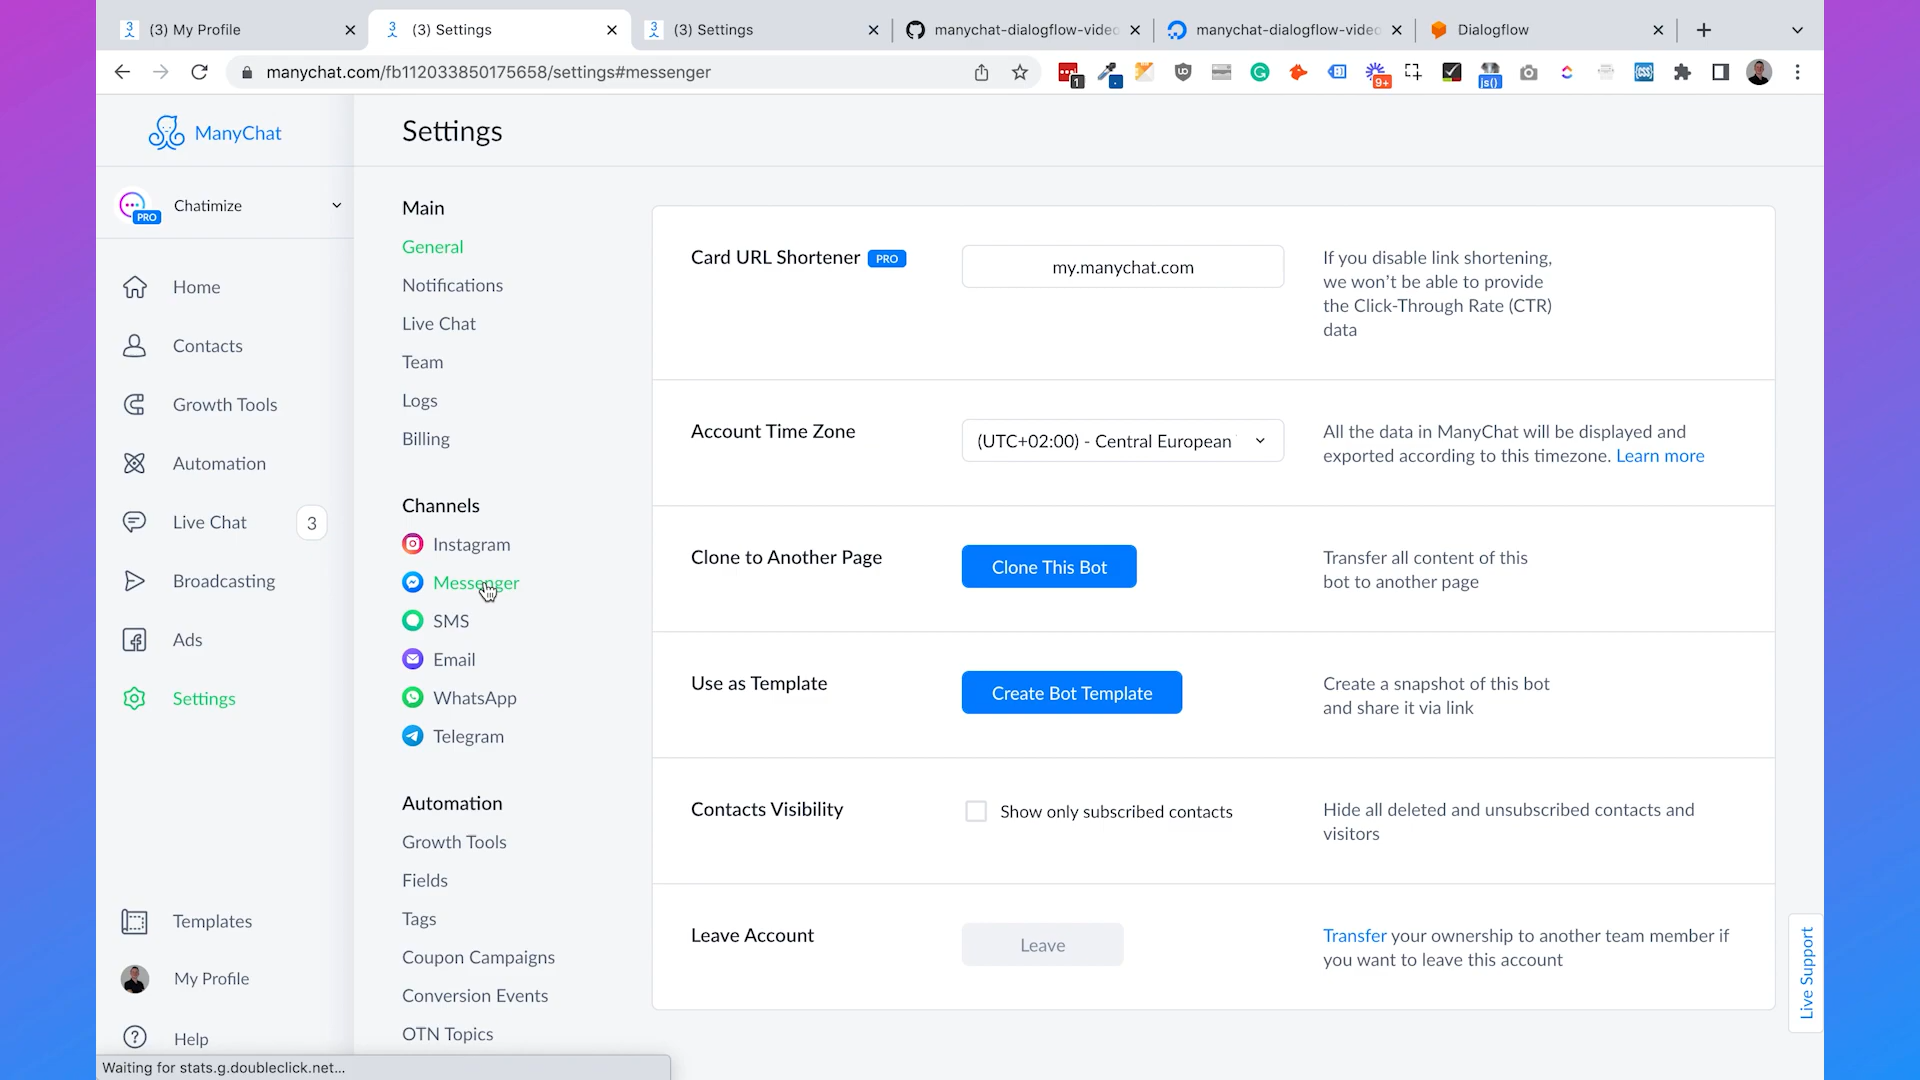 (3) My Profile
(3) Settings
(3) Settings
manychat-dialogflow-video
manychat-dialogflow-video
Dialogflow
manychat.com/fb112033850175658/settings#messenger
1
9+
js()
ManyChat
Settings
PRO
Chatimize
Home
Contacts
Growth Tools
Automation
Live Chat
3
Broadcasting
Ads
Settings
Templates
My Profile
Help
Main
General
Notifications
Live Chat
Team
Logs
Billing
Channels
Instagram
Messenger
SMS
Email
WhatsApp
Telegram
Automation
Growth Tools
Fields
Tags
Coupon Campaigns
Conversion Events
OTN Topics
Card URL Shortener PRO
my.manychat.com
If you disable link shortening,
we won't be able to provide
the Click-Through Rate (CTR)
data
Account Time Zone
(UTC+02:00) - Central European
All the data in ManyChat will be displayed and
exported according to this timezone. Learn more
Clone to Another Page
Clone This Bot
Transfer all content of this
bot to another page
Use as Template
Create Bot Template
Create a snapshot of this bot
and share it via link
Contacts Visibility
Show only subscribed contacts
Hide all deleted and unsubscribed contacts and
visitors
Leave Account
Leave
Transfer your ownership to another team member if
you want to leave this account
Live Support
Waiting for stats.g.doubleclick.net...